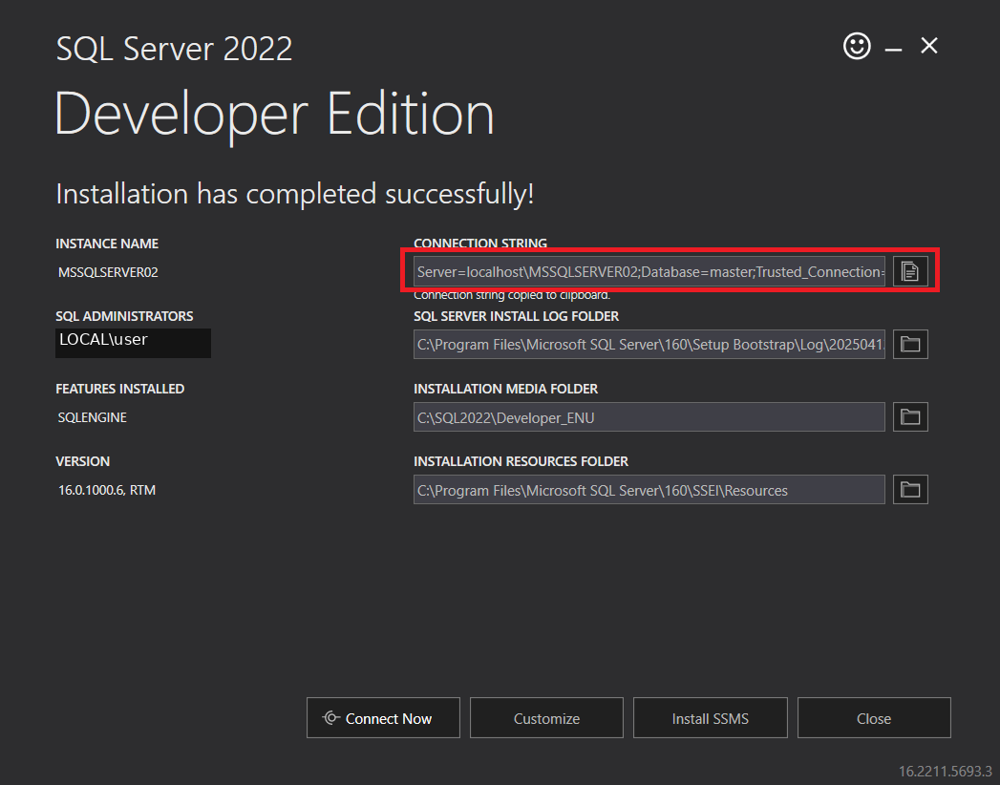 SQL Server 2022
Developer Edition
Installation has completed successfully!
INSTANCE NAME
MSSQLSERVER02
CONNECTION STRING
Server=localhost\MSSQLSERVER02;Database=master;Trusted_Connection=
Connection string copied to clipboard.
SQL ADMINISTRATORS
LOCAL\user
SQL SERVER INSTALL LOG FOLDER
C:\Program Files\Microsoft SQL Server\160\Setup Bootstrap\Log\2025041
FEATURES INSTALLED
SQLENGINE
INSTALLATION MEDIA FOLDER
C:\SQL2022\Developer_ENU
VERSION
16.0.1000.6, RTM
INSTALLATION RESOURCES FOLDER
C:\Program Files\Microsoft SQL Server\160\SSEI\Resources
Connect Now
Customize
Install SSMS
Close
16.2211.5693.3